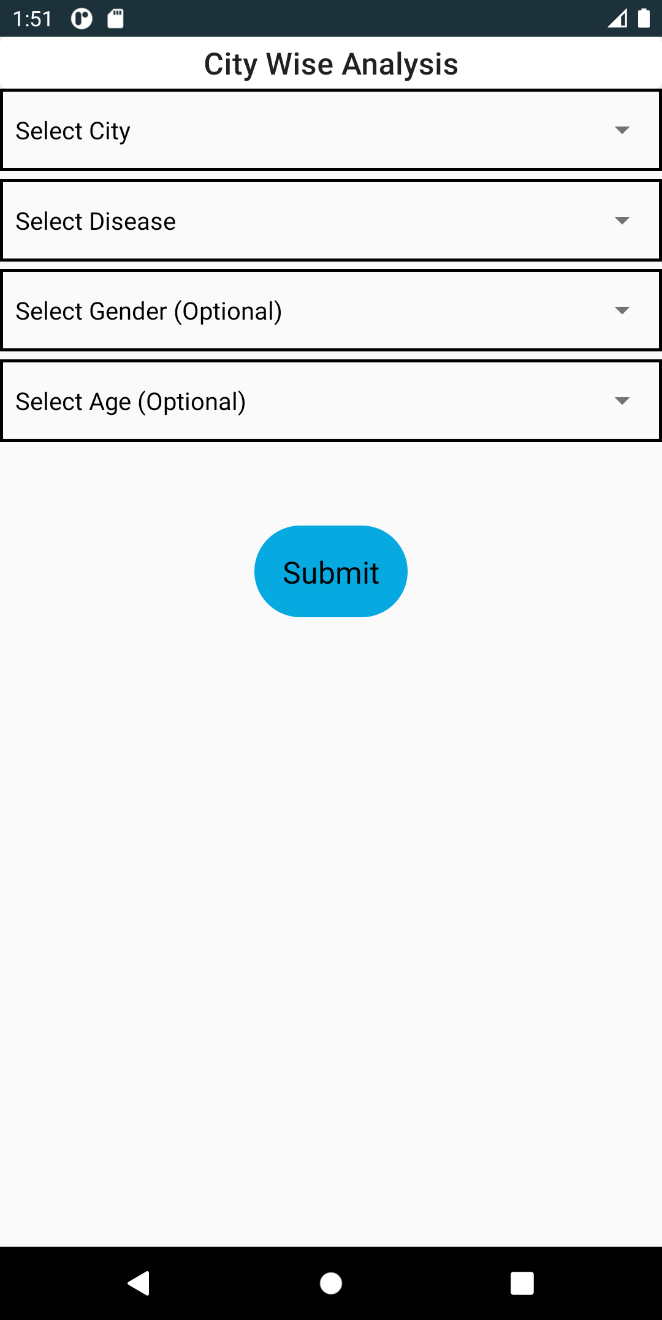 1:51
City Wise Analysis
Select City
Select Disease
Select Gender (Optional)
Select Age (Optional)
Submit